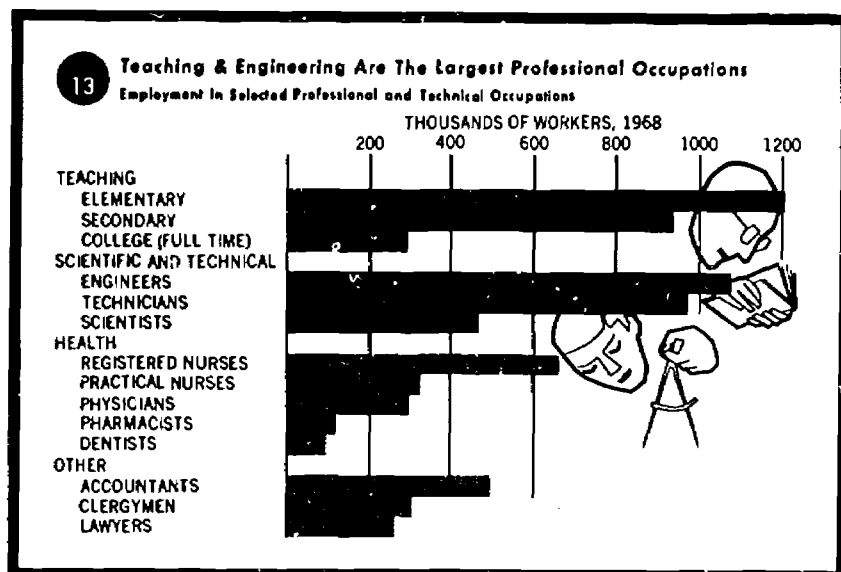 13 Teaching & Engineering Are The Largest Professional Occupations
Employment In Selected Professional and Technical Occupations
THOUSANDS OF WORKERS, 1968
200 400 600 800 1000 1200
TEACHING
ELEMENTARY
SECONDARY
COLLEGE (FULL TIME)
SCIENTIFIC AND TECHNICAL
ENGINEERS
TECHNICIANS
SCIENTISTS
HEALTH
REGISTERED NURSES
PRACTICAL NURSES
PHYSICIANS
PHARMACISTS
DENTISTS
OTHER
ACCOUNTANTS
CLERGYMEN
LAWYERS